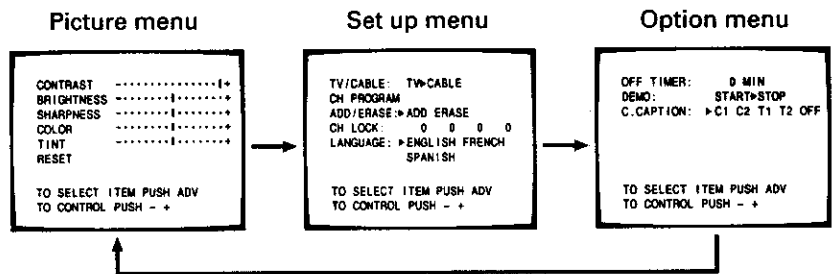 Picture menu
CONTRAST
BRIGHTNESS
SHARPNESS
COLOR
TINT
RESET
TO SELECT ITEM PUSH ADV
TO CONTROL PUSH - +
Set up menu
TV/CABLE: TV▶CABLE
CH PROGRAM
ADD/ERASE:▶ADD ERASE
CH LOCK: 0 0 0 0
LANGUAGE: ▶ENGLISH FRENCH
SPANISH
TO SELECT ITEM PUSH ADV
TO CONTROL PUSH - +
Option menu
OFF TIMER: 0 MIN
DEMO: START▶STOP
C.CAPTION: ▶C1 C2 T1 T2 OFF
TO SELECT ITEM PUSH ADV
TO CONTROL PUSH - +